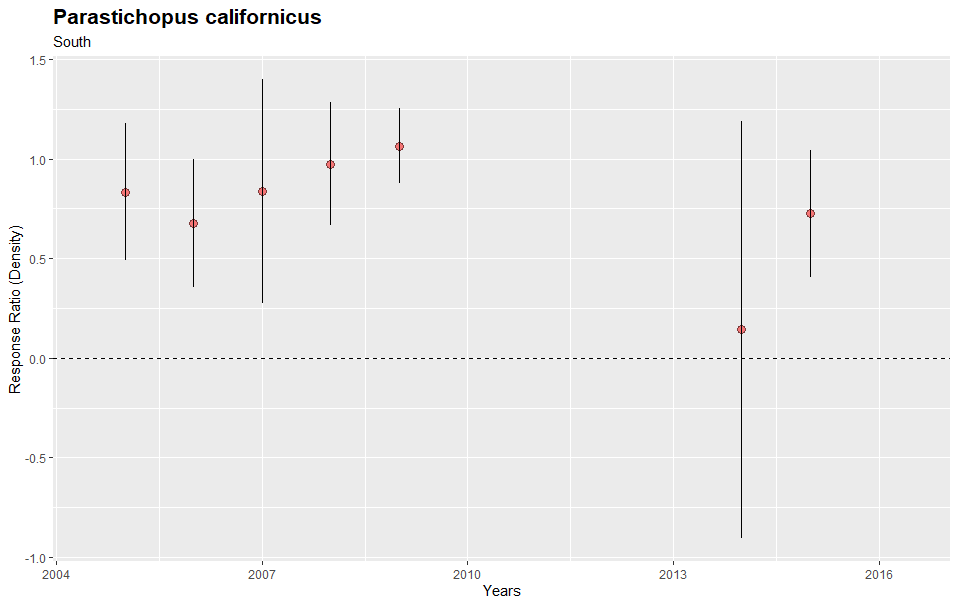 Parastichopus californicus
South
Response Ratio (Density)
1.5
1.0
0.5
0.0
-0.5
-1.0
2004 2007 2010 2013 2016
Years